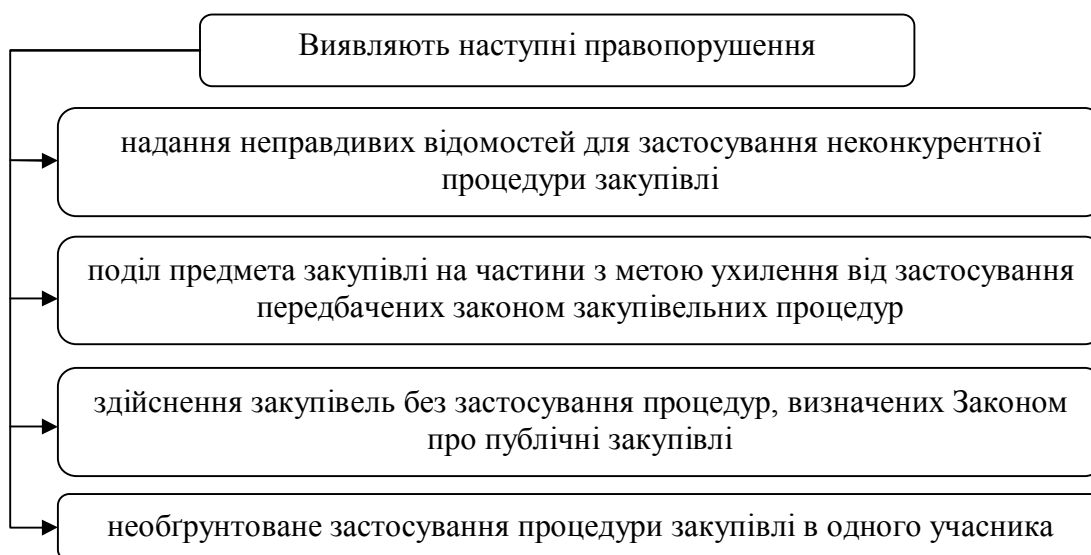 Виявляють наступні правопорушення
надання неправдивих відомостей для застосування неконкурентної
процедури закупівлі
поділ предмета закупівлі на частини з метою ухилення від застосування
передбачених законом закупівельних процедур
здійснення закупівель без застосування процедур, визначених Законом
про публічні закупівлі
необґрунтоване застосування процедури закупівлі в одного учасника